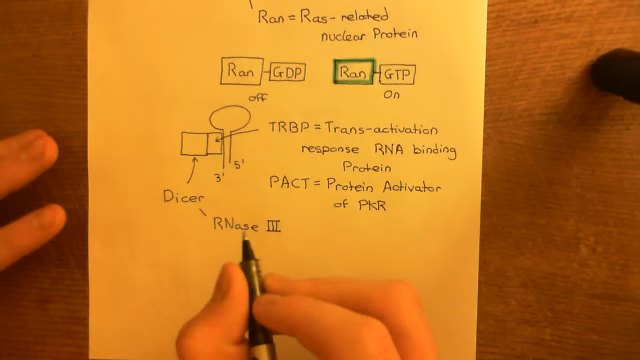 Ran = Ras-related
nuclear Protein
Ran GDP Ran GTP
off On
TRBP = Trans-activation
response RNA binding
Protein
5'
3'
PACT = Protein Activator
of PKR
Dicer
RNase III